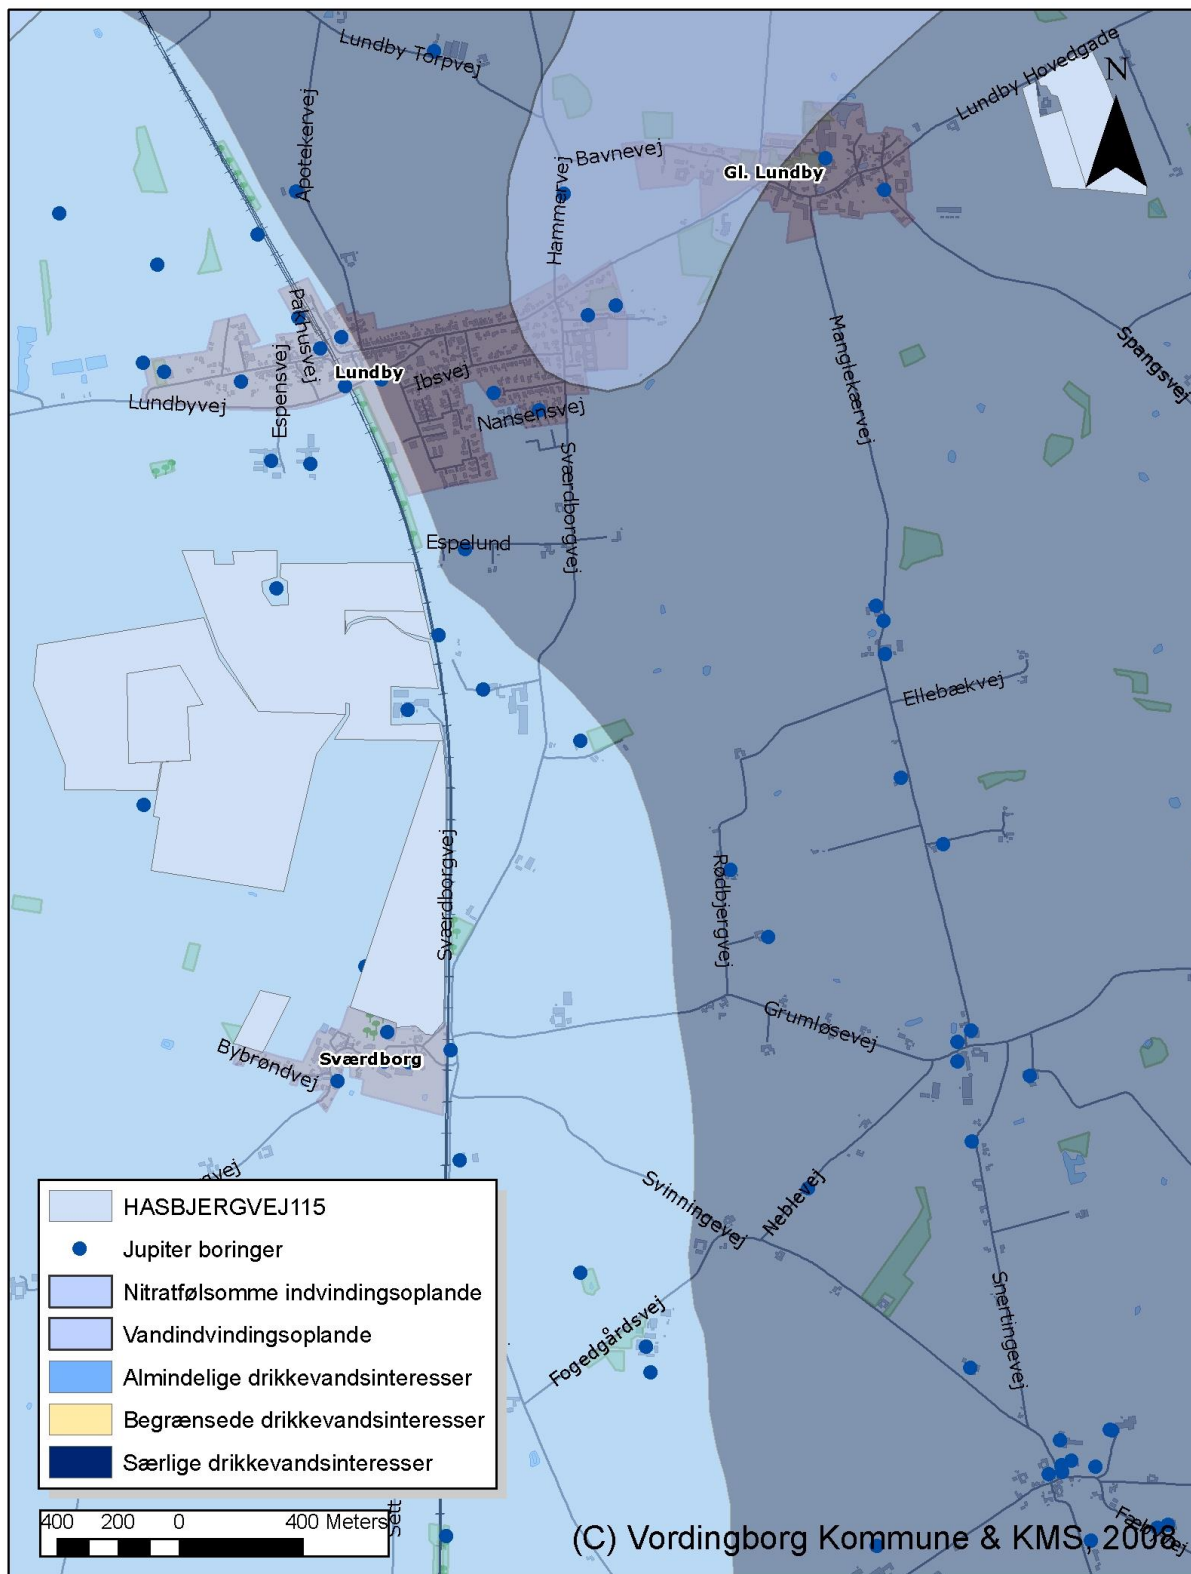 Lundby Torpvej
Lundby Hovedgade
N
Apotekervej
Bavnevej
Gl. Lundby
Hammervej
Pakhusvej
Manglekærvej
Spangsvej
Lundby
Ibsvej
Espensvej
Lundbyvej
Nansensvej
Sværdborgvej
Espelund
Ellebækvej
Sværdborgvej
Rødbjergvej
Grumløsevej
Sværdborg
Bybrøndvej
Svinningevej
Neblevej
Snertingevej
Fogedgårdsvej
HASBJERGVEJ115
Jupiter boringer
Nitratfølsomme indvindingsoplande
Vandindvindingsoplande
Almindelige drikkevandsinteresser
Begrænsede drikkevandsinteresser
Særlige drikkevandsinteresser
400 200 0 400 Meters
(C) Vordingborg Kommune & KMS, 2008